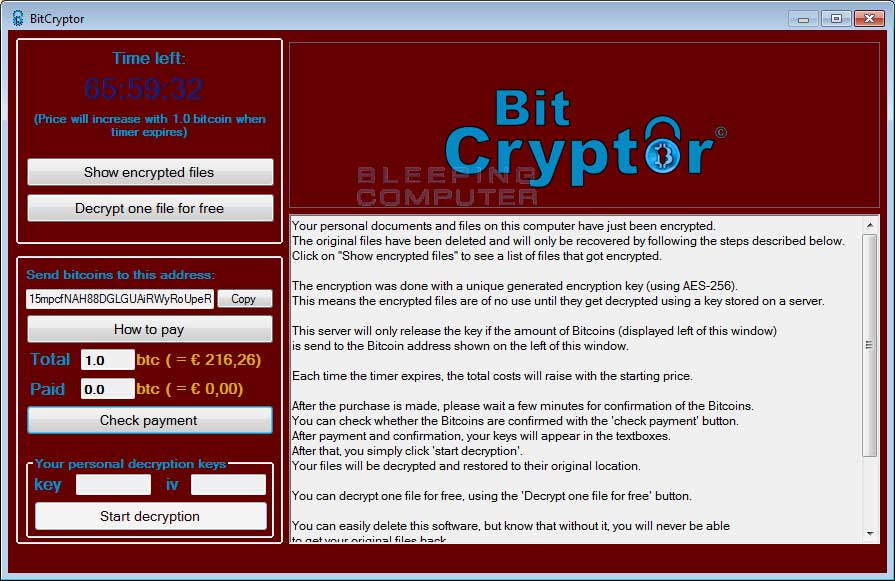 BitCryptor
Time left:
65:59:32
(Price will increase with 1.0 bitcoin when
timer expires)
Show encrypted files
Decrypt one file for free
Send bitcoins to this address:
15mpcfNAH88DGLGUAiRWyRoUpeR
Copy
How to pay
Total 1.0 btc ( = € 216,26)
Paid 0.0 btc ( = € 0,00)
Check payment
Your personal decryption keys
key iv
Start decryption
Bit
Cryptor©
BLEEPING
COMPUTER
Your personal documents and files on this computer have just been encrypted.
The original files have been deleted and will only be recovered by following the steps described below.
Click on "Show encrypted files" to see a list of files that got encrypted.
The encryption was done with a unique generated encryption key (using AES-256).
This means the encrypted files are of no use until they get decrypted using a key stored on a server.
This server will only release the key if the amount of Bitcoins (displayed left of this window)
is send to the Bitcoin address shown on the left of this window.
Each time the timer expires, the total costs will raise with the starting price.
After the purchase is made, please wait a few minutes for confirmation of the Bitcoins.
You can check whether the Bitcoins are confirmed with the 'check payment' button.
After payment and confirmation, your keys will appear in the textboxes.
After that, you simply click 'start decryption'.
Your files will be decrypted and restored to their original location.
You can decrypt one file for free, using the 'Decrypt one file for free' button.
You can easily delete this software, but know that without it, you will never be able
to get your original files back